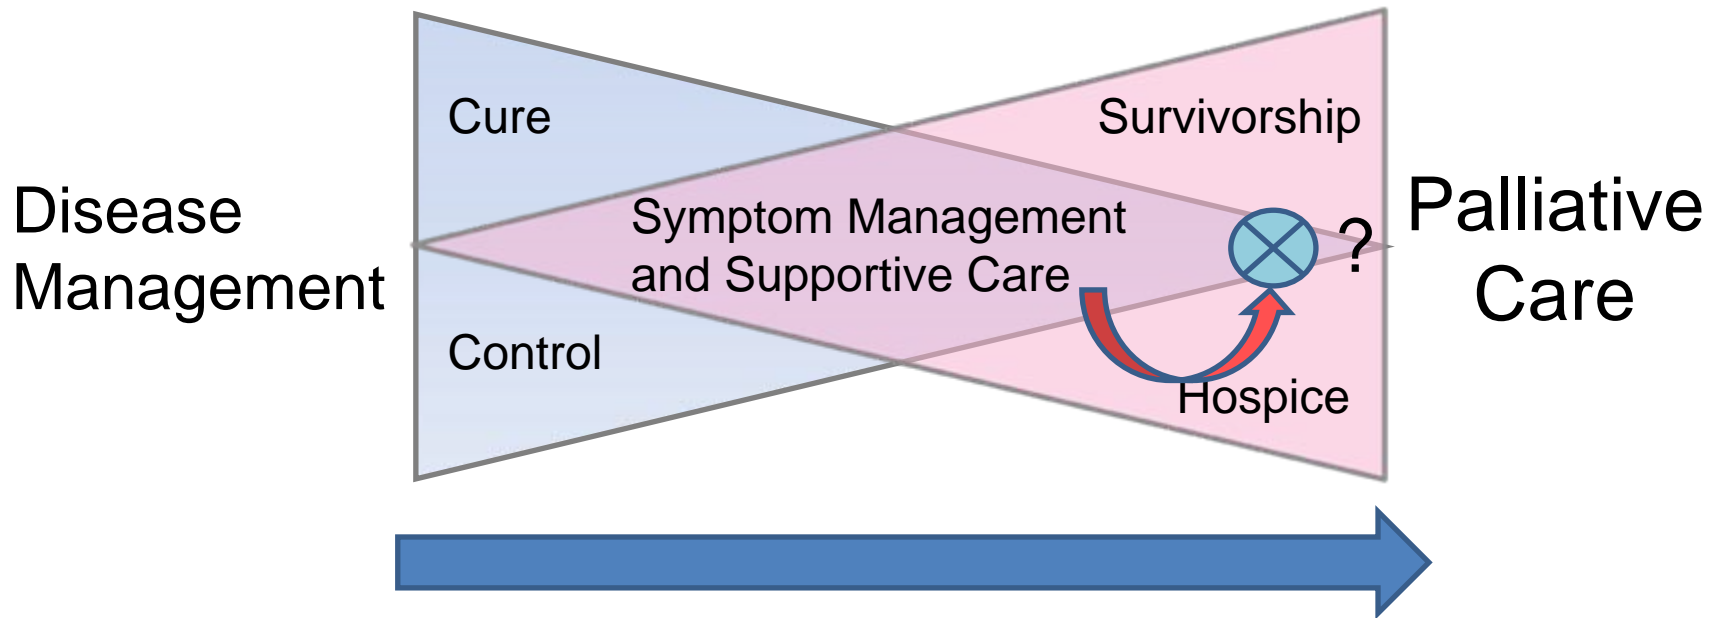 Disease
Management
Cure
Control
Symptom Management
and Supportive Care
Survivorship
?
Hospice
Palliative
Care